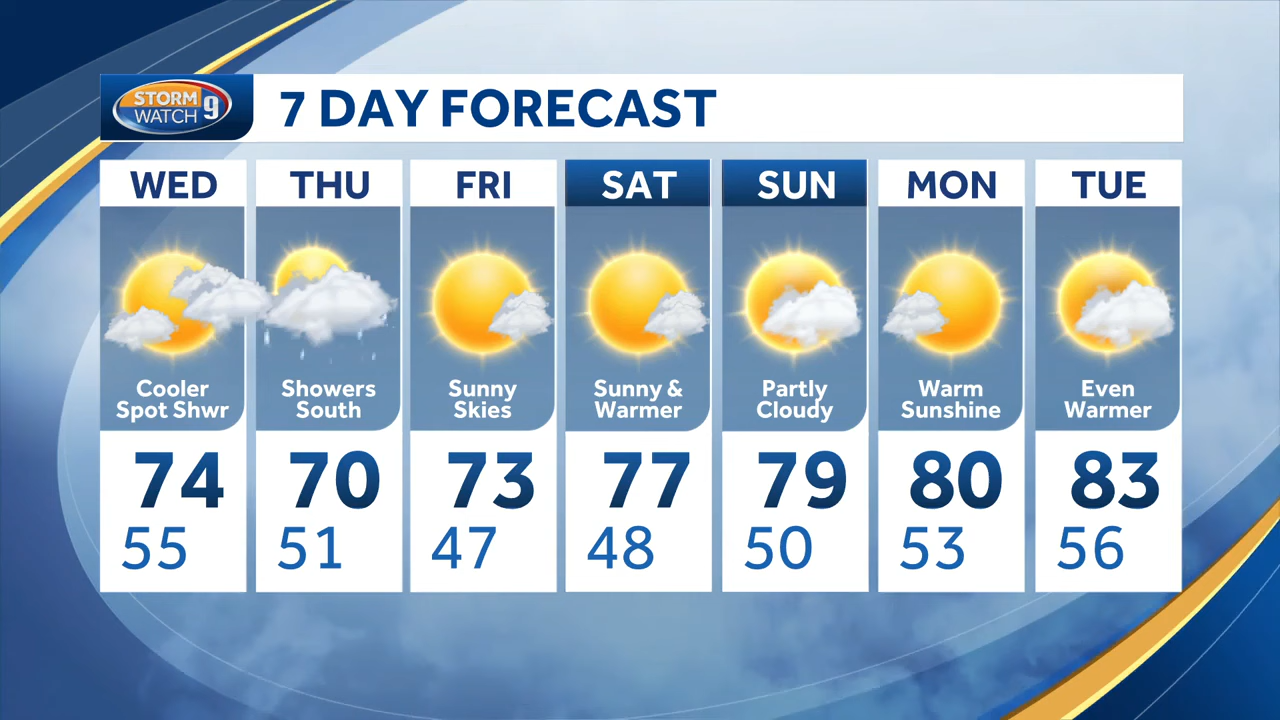 STORM
WATCH 9
7 DAY FORECAST
WED
THU
FRI
SAT
SUN
MON
TUE
Cooler
Spot Shwr
Showers
South
Sunny
Skies
Sunny &
Warmer
Partly
Cloudy
Warm
Sunshine
Even
Warmer
74
70
73
77
79
80
83
55
51
47
48
50
53
56